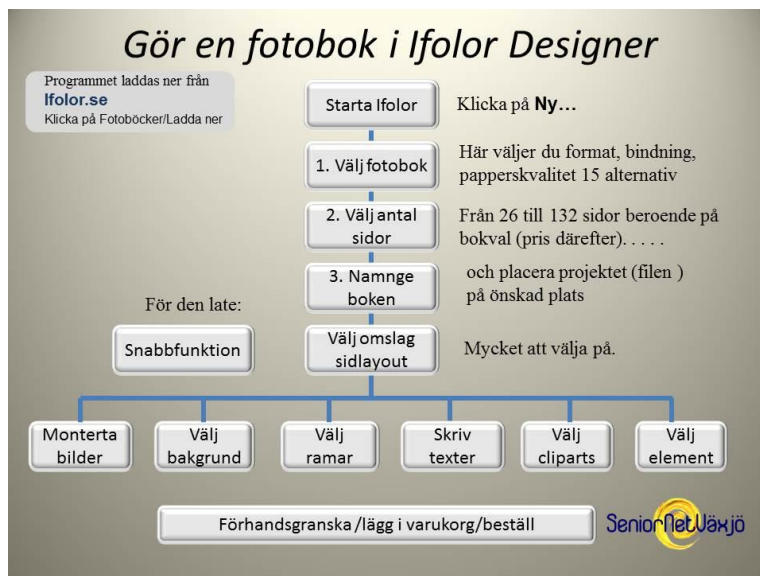 Gör en fotobok i Ifolor Designer
Programmet laddas ner från
Ifolor.se
Klicka på Fotoböcker/Ladda ner
Starta Ifolor
Klicka på Ny...
1. Välj fotobok
Här väljer du format, bindning,
papperskvalitet 15 alternativ
2. Välj antal
sidor
Från 26 till 132 sidor beroende på
bokval (pris därefter). . . . .
3. Namnge
boken
och placera projektet (filen )
på önskad plats
För den late:
Snabbfunktion
Välj omslag
sidlayout
Mycket att välja på.
Monterta
bilder
Välj
bakgrund
Välj
ramar
Skriv
texter
Välj
cliparts
Välj
element
Förhandsgranska /lägg i varukorg/beställ
SeniorNetVäxjö